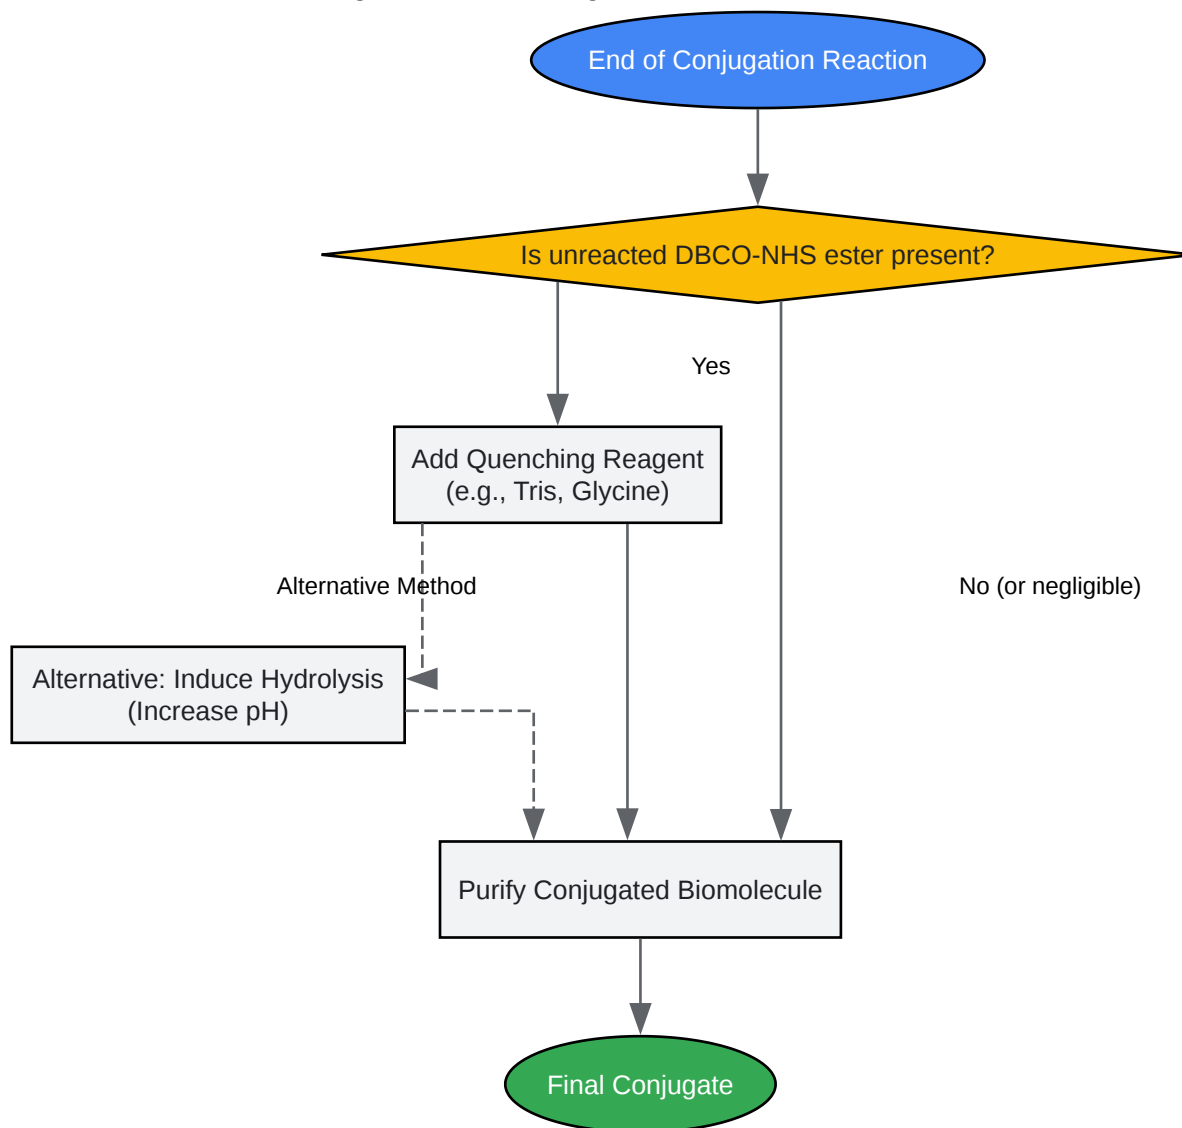 End of Conjugation Reaction
Is unreacted DBCO-NHS ester present?
Yes
Add Quenching Reagent
(e.g., Tris, Glycine)
Alternative Method
No (or negligible)
Alternative: Induce Hydrolysis
(Increase pH)
Purify Conjugated Biomolecule
Final Conjugate